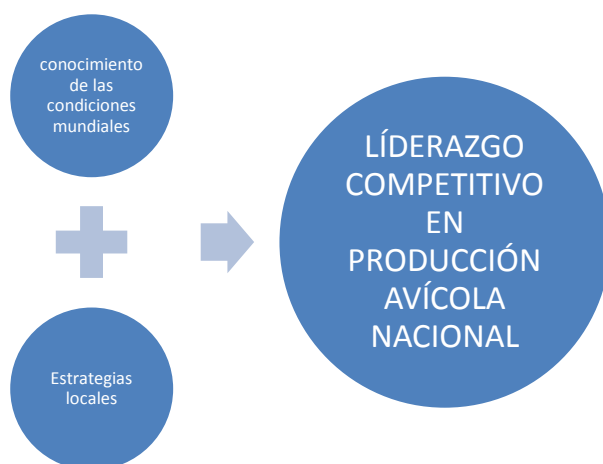 conocimiento
de las
condiciones
mundiales
Estrategias
locales
LÍDERAZGO
COMPETITIVO
EN
PRODUCCIÓN
AVÍCOLA
NACIONAL